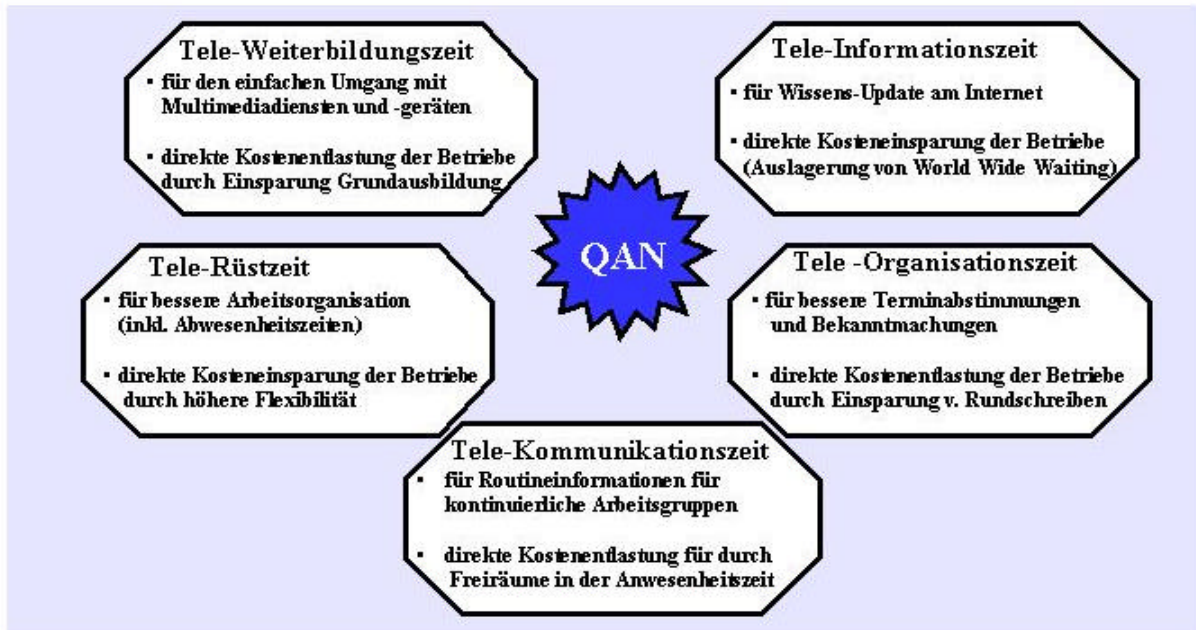 Tele-Weiterbildungszeit
▪ für den einfachen Umgang mit
Multimediadiensten und -geräten
▪ direkte Kostenentlastung der Betriebe
durch Einsparung Grundausbildung
Tele-Informationszeit
▪ für Wissens-Update am Internet
▪ direkte Kosteneinsparung der Betriebe
(Auslagerung von World Wide Waiting)
QAN
Tele-Rüstzeit
▪ für bessere Arbeitsorganisation
(inkl. Abwesenheitszeiten)
▪ direkte Kosteneinsparung der Betriebe
durch höhere Flexibilität
Tele -Organisationszeit
▪ für bessere Terminabstimmungen
und Bekanntmachungen
▪ direkte Kostenentlastung der Betriebe
durch Einsparung v. Rundschreiben
Tele-Kommunikationszeit
▪ für Routineinformationen für
kontinuierliche Arbeitsgruppen
▪ direkte Kostenentlastung für durch
Freiräume in der Anwesenheitszeit